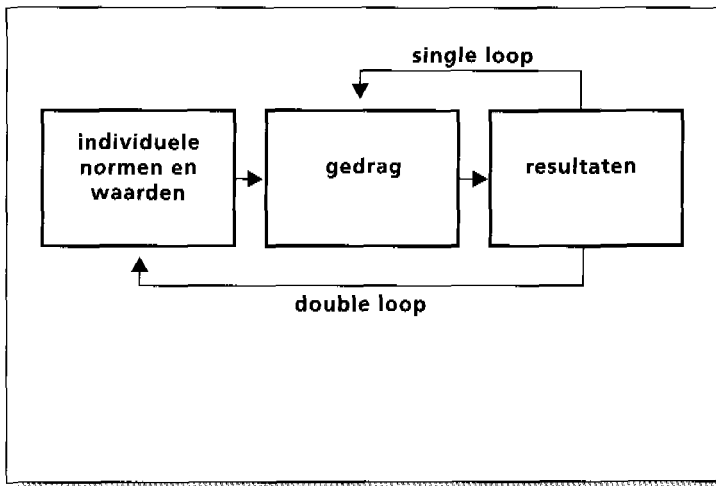 single loop
individuele
normen en
waarden
gedrag
resultaten
double loop